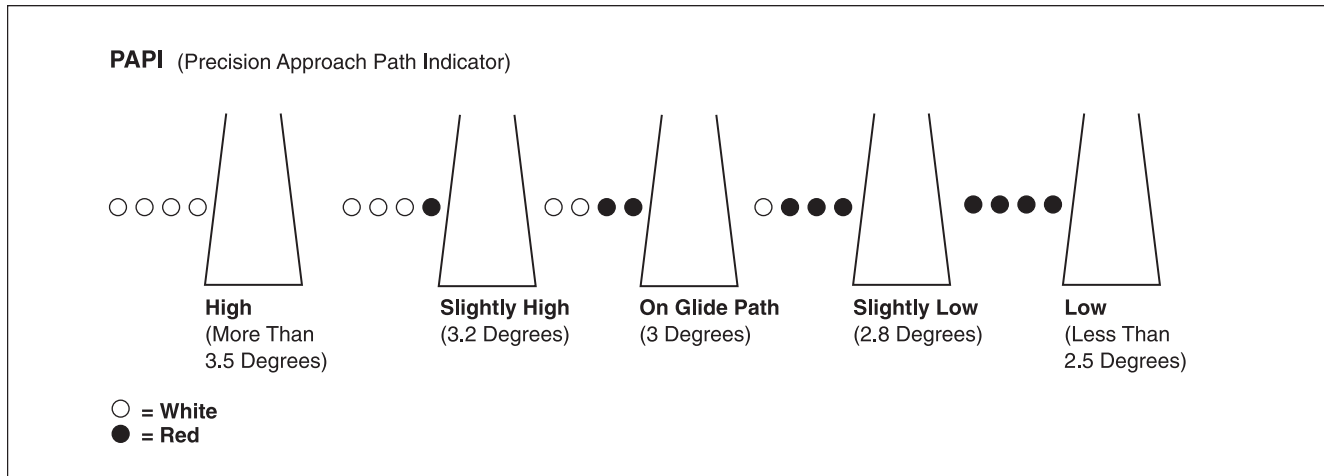 PAPI (Precision Approach Path Indicator)
High
(More Than
3.5 Degrees)
Slightly High
(3.2 Degrees)
On Glide Path
(3 Degrees)
Slightly Low
(2.8 Degrees)
Low
(Less Than
2.5 Degrees)
= White
= Red